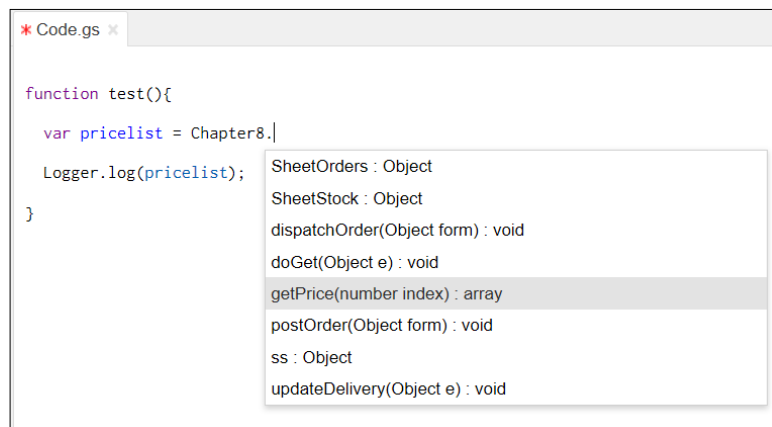 * Code.gs ×
function test(){
var pricelist = Chapter8.
Logger.log(pricelist);
}
SheetOrders : Object
SheetStock : Object
dispatchOrder(Object form) : void
doGet(Object e) : void
getPrice(number index) : array
postOrder(Object form) : void
ss : Object
updateDelivery(Object e) : void